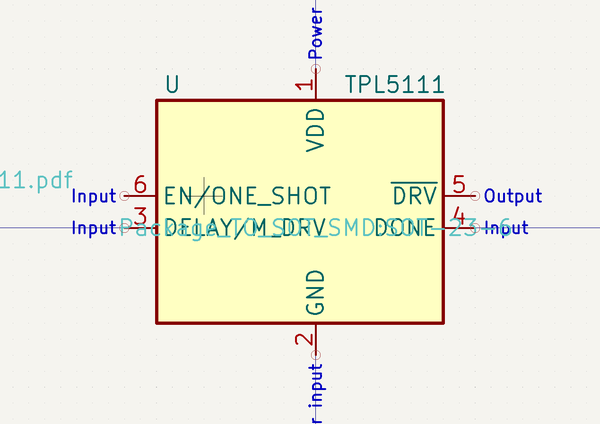 Power
1
U
TPL5111
VDD
11.pdf
Input
6
EN/ONE_SHOT
DRV
5
Output
Input
3
DELAY/M_DRV
Package_TO_SOT_SMD:SOT-23-6
DONE
4
Input
GND
2
r input